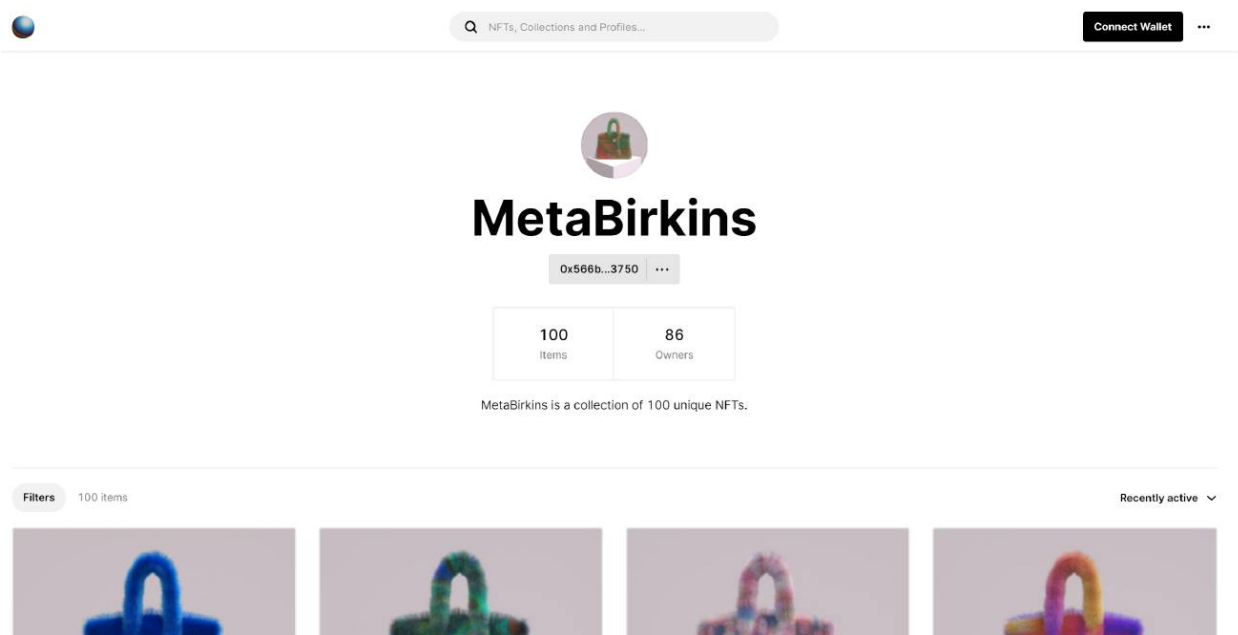 NFTs, Collections and Profiles...
Connect Wallet
MetaBirkins
0x566b...3750
100
86
Items
Owners
MetaBirkins is a collection of 100 unique NFTs.
Filters
100 items
Recently active